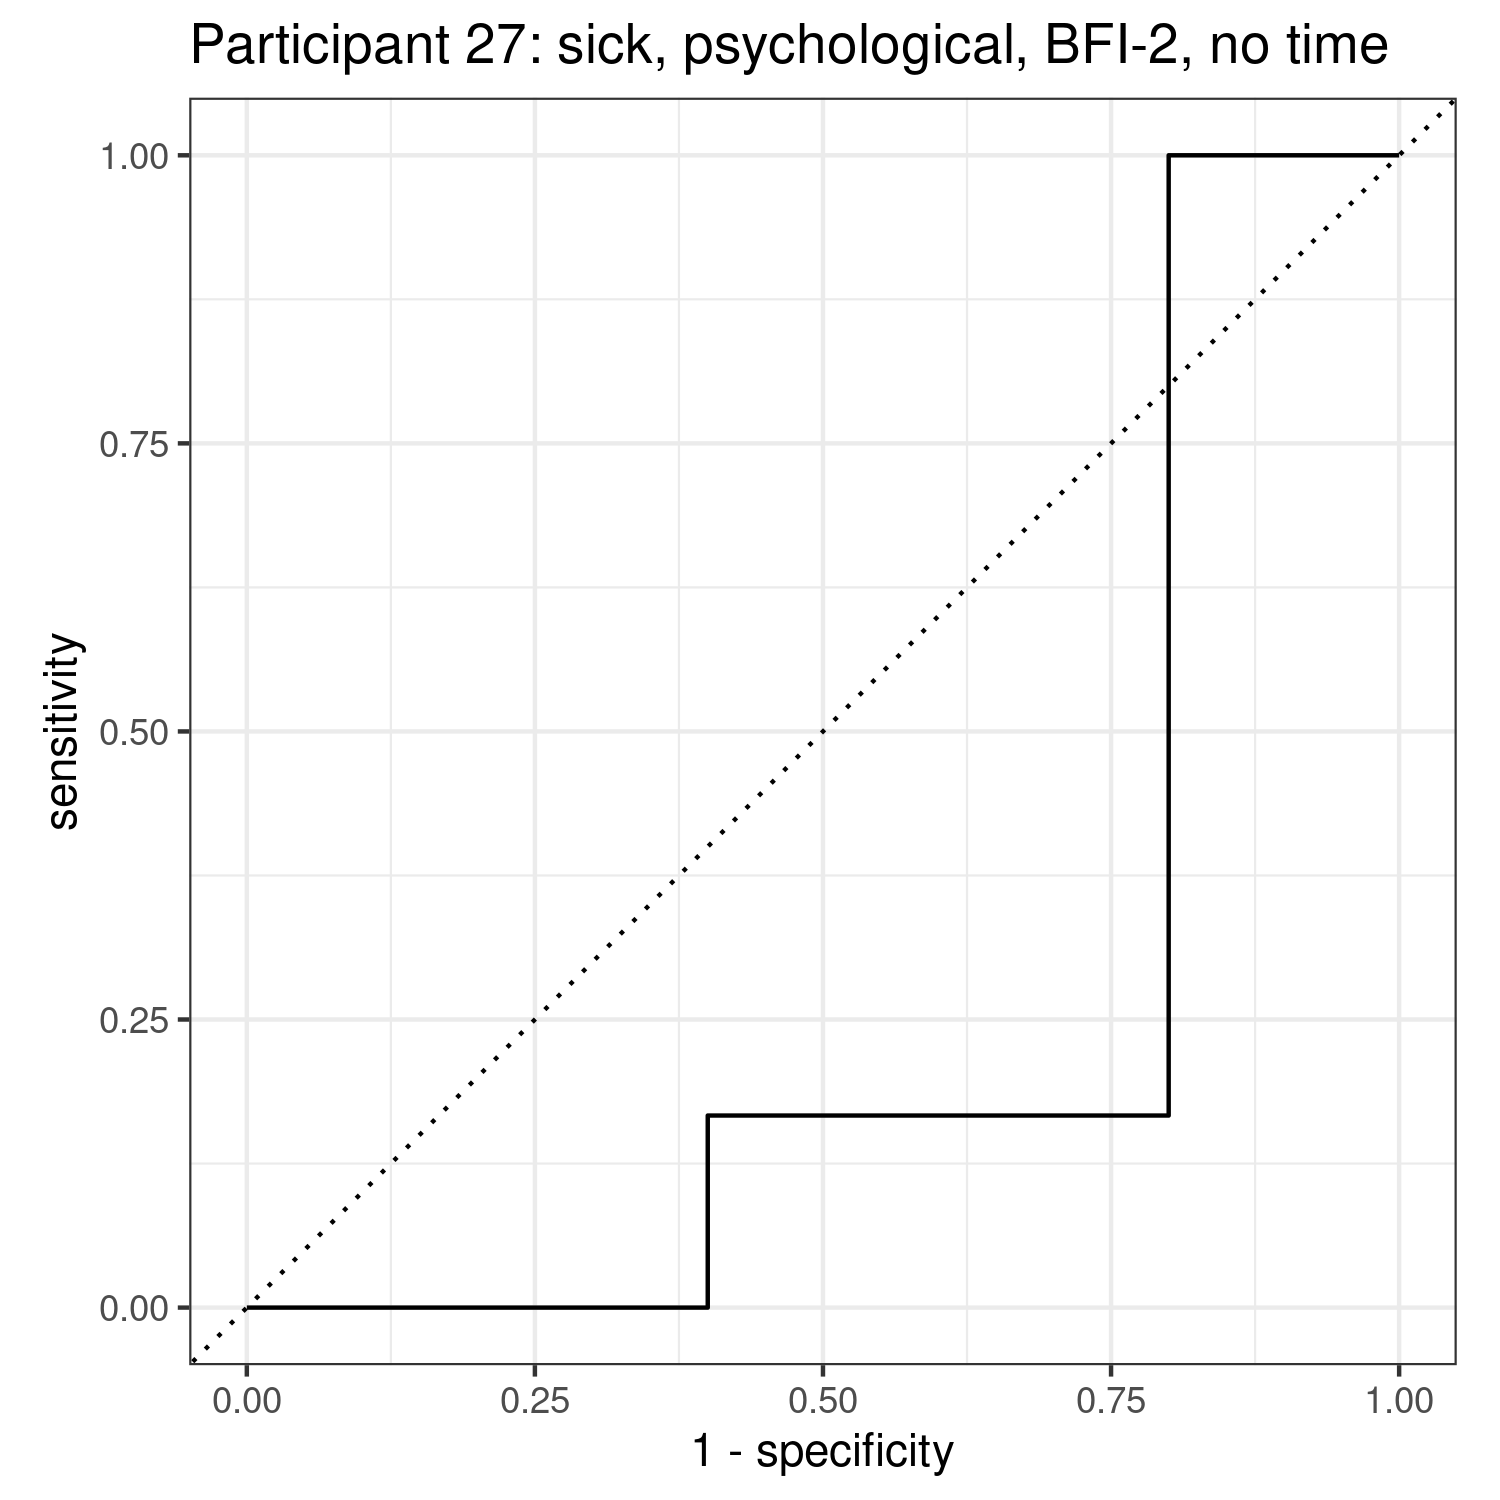 Participant 27: sick, psychological, BFI-2, no time
1.00
0.75
0.50
0.25
0.00
sensitivity
0.00 0.25 0.50 0.75 1.00
1 - specificity